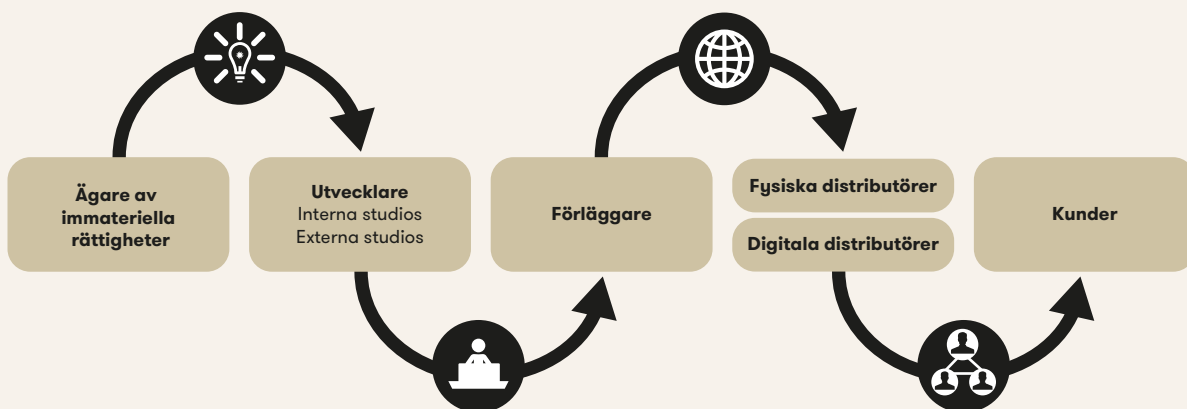 Ägare av
immateriella
rättigheter
Utvecklare
Interna studios
Externa studios
Förläggare
Fysiska distributörer
Digitala distributörer
Kunder